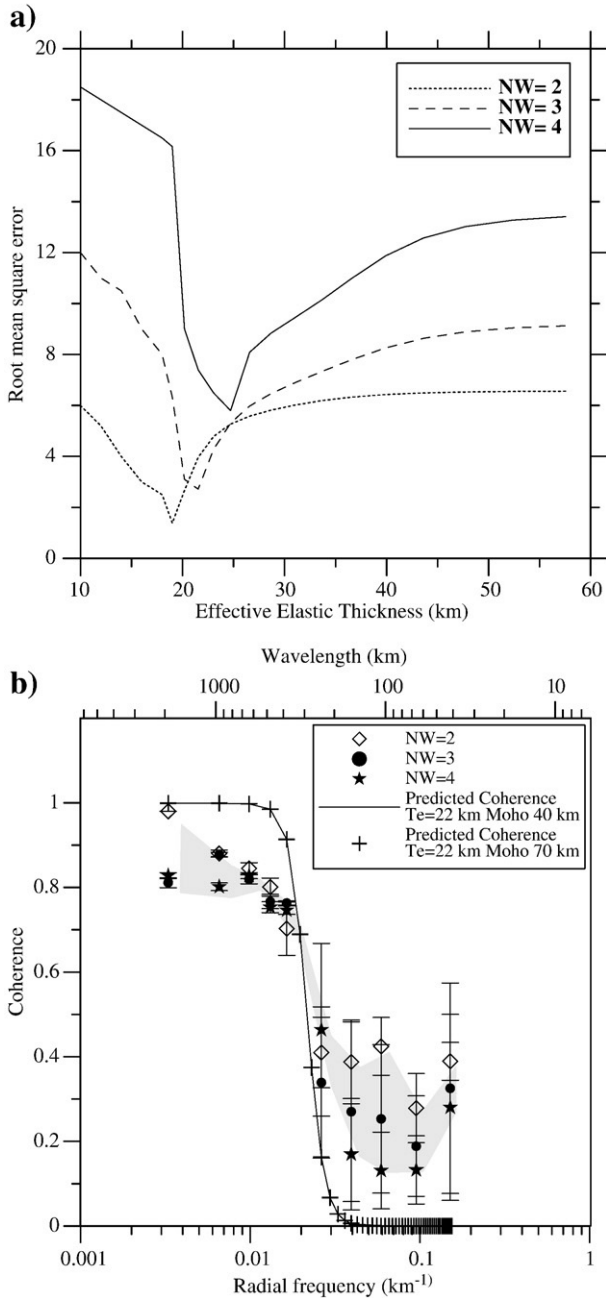 a)
20
16
12
8
4
0
Root mean square error
NW= 2
NW= 3
NW= 4
10 20 30 40 50 60
Effective Elastic Thickness (km)
Wavelength (km)
b)
1000 100 10
NW=2
NW=3
NW=4
Predicted Coherence
Te=22 km Moho 40 km
Predicted Coherence
Te=22 km Moho 70 km
1
0.8
0.6
0.4
0.2
0
Coherence
0.001 0.01 0.1 1
Radial frequency (km⁻¹)